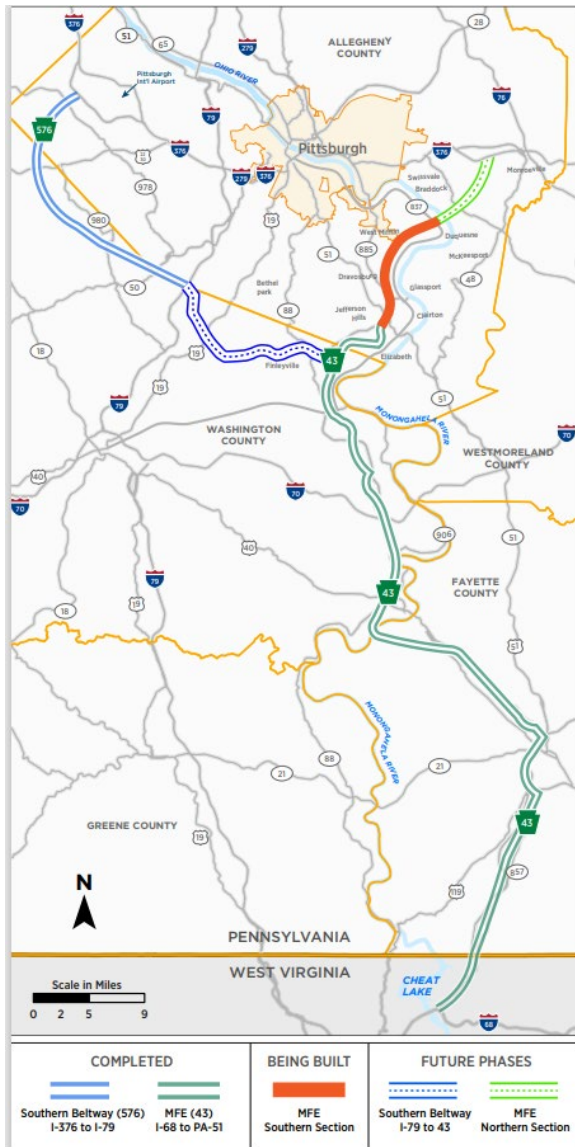 376
51
65
279
28
ALLEGHENY
COUNTY
OHIO RIVER
Pittsburgh
Int'l Airport
79
76
576
376
Pittsburgh
376
978
279
376
Monroeville
Swissvale
Braddock
837
19
980
West Mifflin
Duquesne
51
885
McKeesport
50
Dravosburg
48
Bethel
park
Glassport
88
Jefferson
Hills
Clairton
18
19
43
Elizabeth
Finleyville
19
79
51
MONONGAHELA RIVER
WASHINGTON
COUNTY
70
WESTMORELAND
COUNTY
40
70
70
906
40
51
79
FAYETTE
COUNTY
43
18
19
51
MONONGAHELA RIVER
88
21
21
GREENE COUNTY
19
43
857
119
N
PENNSYLVANIA
WEST VIRGINIA
Scale in Miles
0 2 5 9
CHEAT
LAKE
68
COMPLETED
BEING BUILT
FUTURE PHASES
Southern Beltway (576)
I-376 to I-79
MFE (43)
I-68 to PA-51
MFE
Southern Section
Southern Beltway
I-79 to 43
MFE
Northern Section